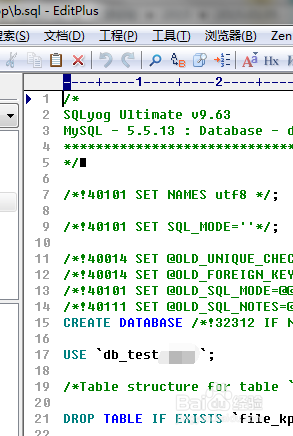 op\b.sql - EditPlus
搜索(S) 文档(D) 工程(P) 工具(T) 浏览器(B) Zen
----+----1----+----2----
1 /*
2 SQLyog Ultimate v9.63
3 MySQL - 5.5.13 : Database - d
4 *****************************
5 */
6
7 /*!40101 SET NAMES utf8 */;
8
9 /*!40101 SET SQL_MODE=''*/;
10
11 /*!40014 SET @OLD_UNIQUE_CHEC
12 /*!40014 SET @OLD_FOREIGN_KEY
13 /*!40101 SET @OLD_SQL_MODE=@@
14 /*!40111 SET @OLD_SQL_NOTES=@
15 CREATE DATABASE /*!32312 IF N
16
17 USE `db_test `;
18
19 /*Table structure for table `
20
21 DROP TABLE IF EXISTS `file_kp